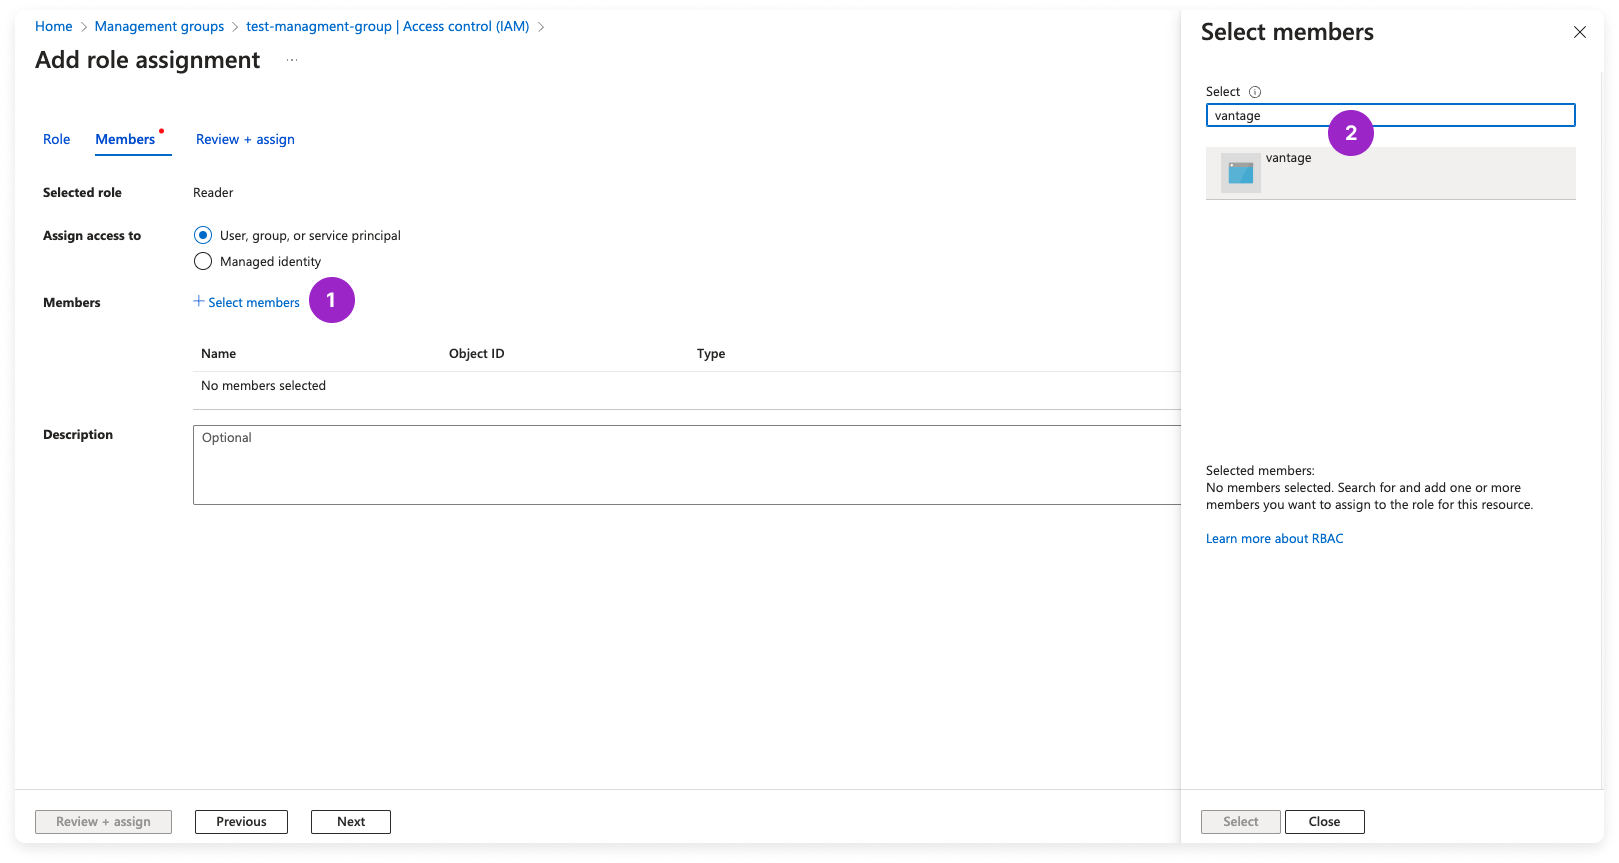 Home > Management groups > test-managment-group | Access control (IAM) >
Add role assignment ...
Role Members Review + assign
Selected role Reader
Assign access to User, group, or service principal
Managed identity
Members + Select members 1
Name Object ID Type
No members selected
Description Optional
Review + assign Previous Next
Select members
Select
vantage
2
vantage
Selected members:
No members selected. Search for and add one or more
members you want to assign to the role for this resource.
Learn more about RBAC
Select Close